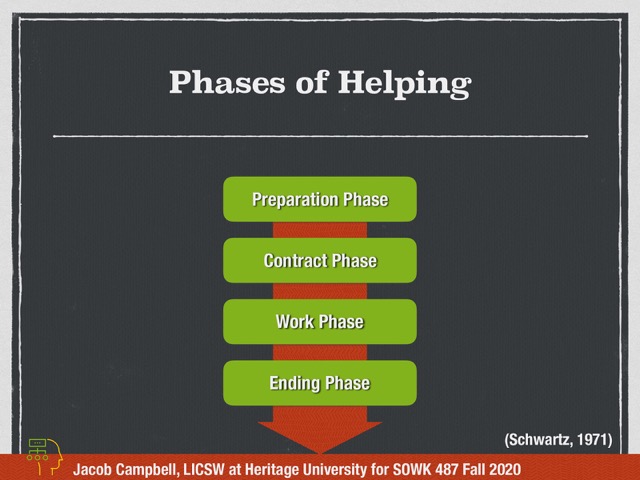 Phases of Helping
Preparation Phase
Contract Phase
Work Phase
Ending Phase
(Schwartz, 1971)
Jacob Campbell, LICSW at Heritage University for SOWK 487 Fall 2020